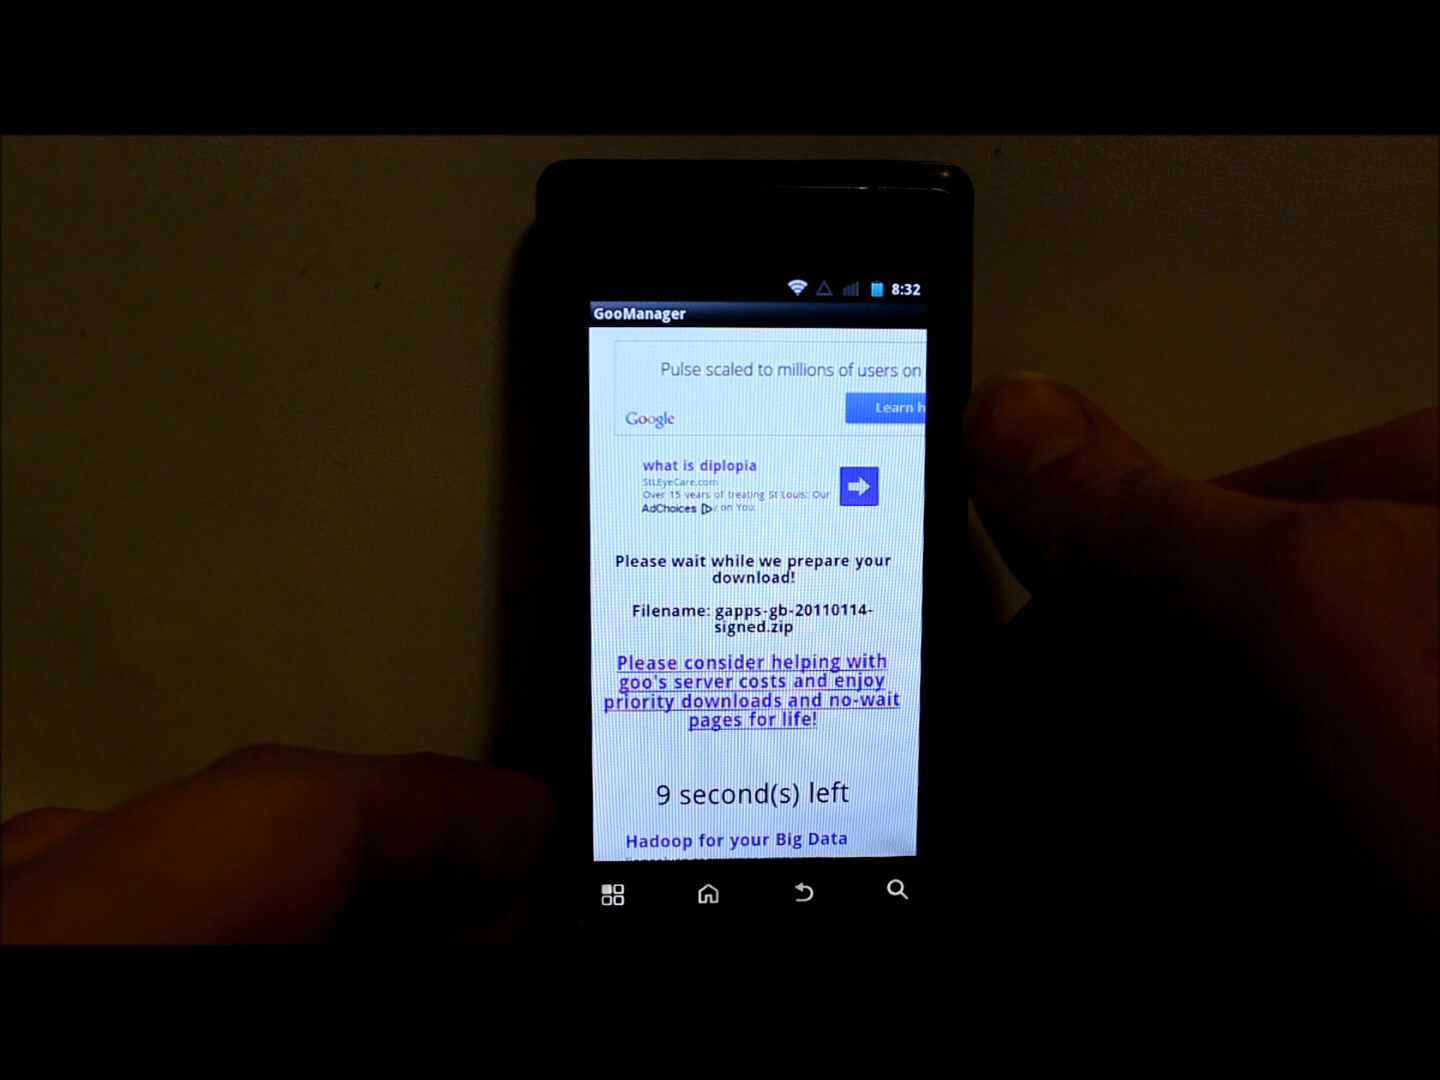 8:32
GooManager
Pulse scaled to millions of users on
Learn h
Google
what is diplopia
StLEyeCare.com
Over 15 years of treating St Louis: Our
AdChoices / on You.
Please wait while we prepare your
download!
Filename: gapps-gb-20110114-
signed.zip
Please consider helping with
goo's server costs and enjoy
priority downloads and no-wait
pages for life!
9 second(s) left
Hadoop for your Big Data